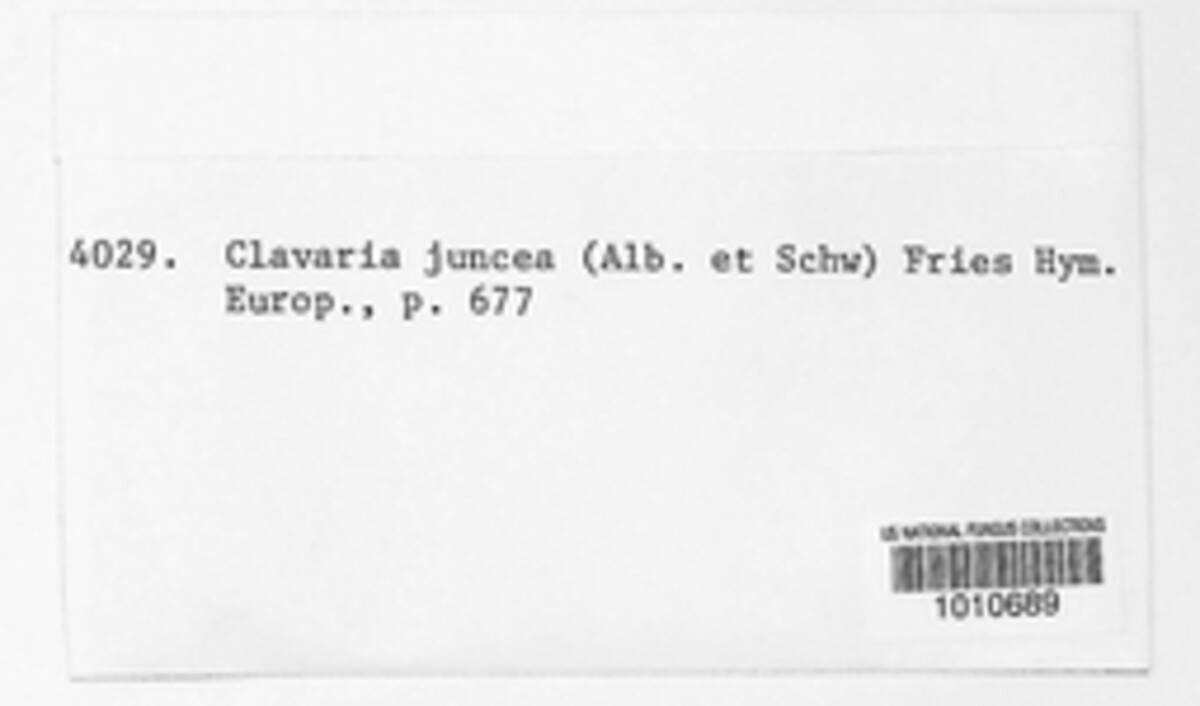 4029. Clavaria juncea (Alb. et Schw) Fries Hym.
Europ., p. 677
US NATIONAL FUNGUS COLLECTIONS
1010689